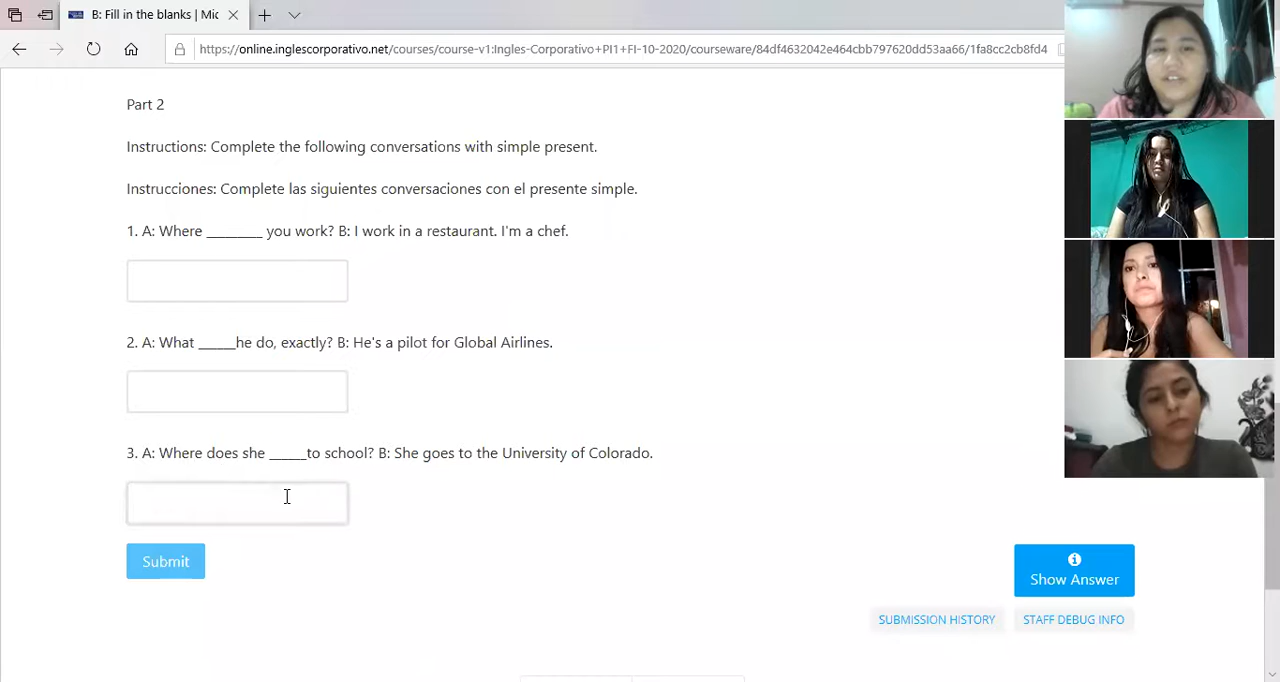 B: Fill in the blanks | Mic
https://online.inglescorporativo.net/courses/course-v1:Ingles-Corporativo+PI1+FI-10-2020/courseware/84df4632042e464cbb797620dd53aa66/1fa8cc2cb8fd4
Part 2
Instructions: Complete the following conversations with simple present.
Instrucciones: Complete las siguientes conversaciones con el presente simple.
1. A: Where _________ you work? B: I work in a restaurant. I'm a chef.
2. A: What ______he do, exactly? B: He's a pilot for Global Airlines.
3. A: Where does she ______to school? B: She goes to the University of Colorado.
Submit
Show Answer
SUBMISSION HISTORY
STAFF DEBUG INFO